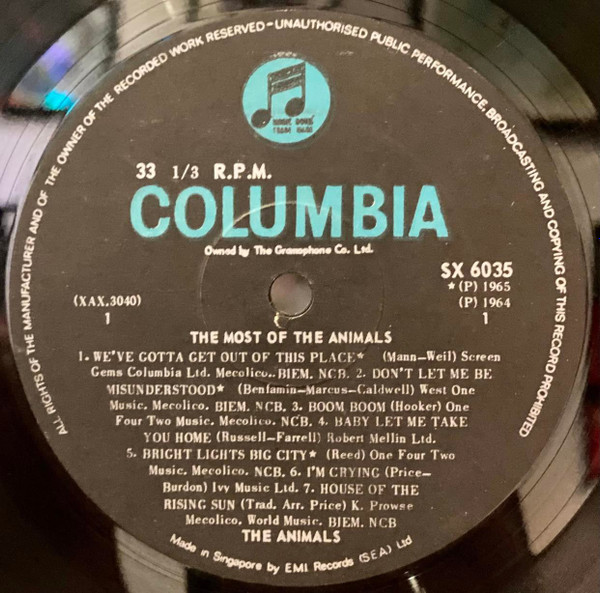 ALL RIGHTS OF THE MANUFACTURER AND OF THE OWNER OF THE RECORDED WORK RESERVED - UNAUTHORISED PUBLIC PERFORMANCE, BROADCASTING AND COPYING OF THIS RECORD PROHIBITED
33 1/3 R.P.M.
COLUMBIA
Owned by The Gramophone Co. Ltd.
SX 6035
★ (P) 1965
(XAX.3040) (P) 1964
1 1
THE MOST OF THE ANIMALS
1. WE'VE GOTTA GET OUT OF THIS PLACE★ (Mann-Weil) Screen
Gems Columbia Ltd. Mecolico. BIEM. NCB. 2. DON'T LET ME BE
MISUNDERSTOOD★ (Benjamin-Marcus-Caldwell) West One
Music. Mecolico. BIEM. NCB. 3. BOOM BOOM (Hooker) One
Four Two Music. Mecolico. NCB. 4. BABY LET ME TAKE
YOU HOME (Russell-Farrell) Robert Mellin Ltd.
5. BRIGHT LIGHTS BIG CITY★ (Reed) One Four Two
Music. Mecolico. NCB. 6. I'M CRYING (Price-
Burdon) Ivy Music Ltd. 7. HOUSE OF THE
RISING SUN (Trad. Arr. Price) K. Prowse
Mecolico. World Music. BIEM. NCB
THE ANIMALS
Made in Singapore by E.M.I. Records (S.E.A.) Ltd